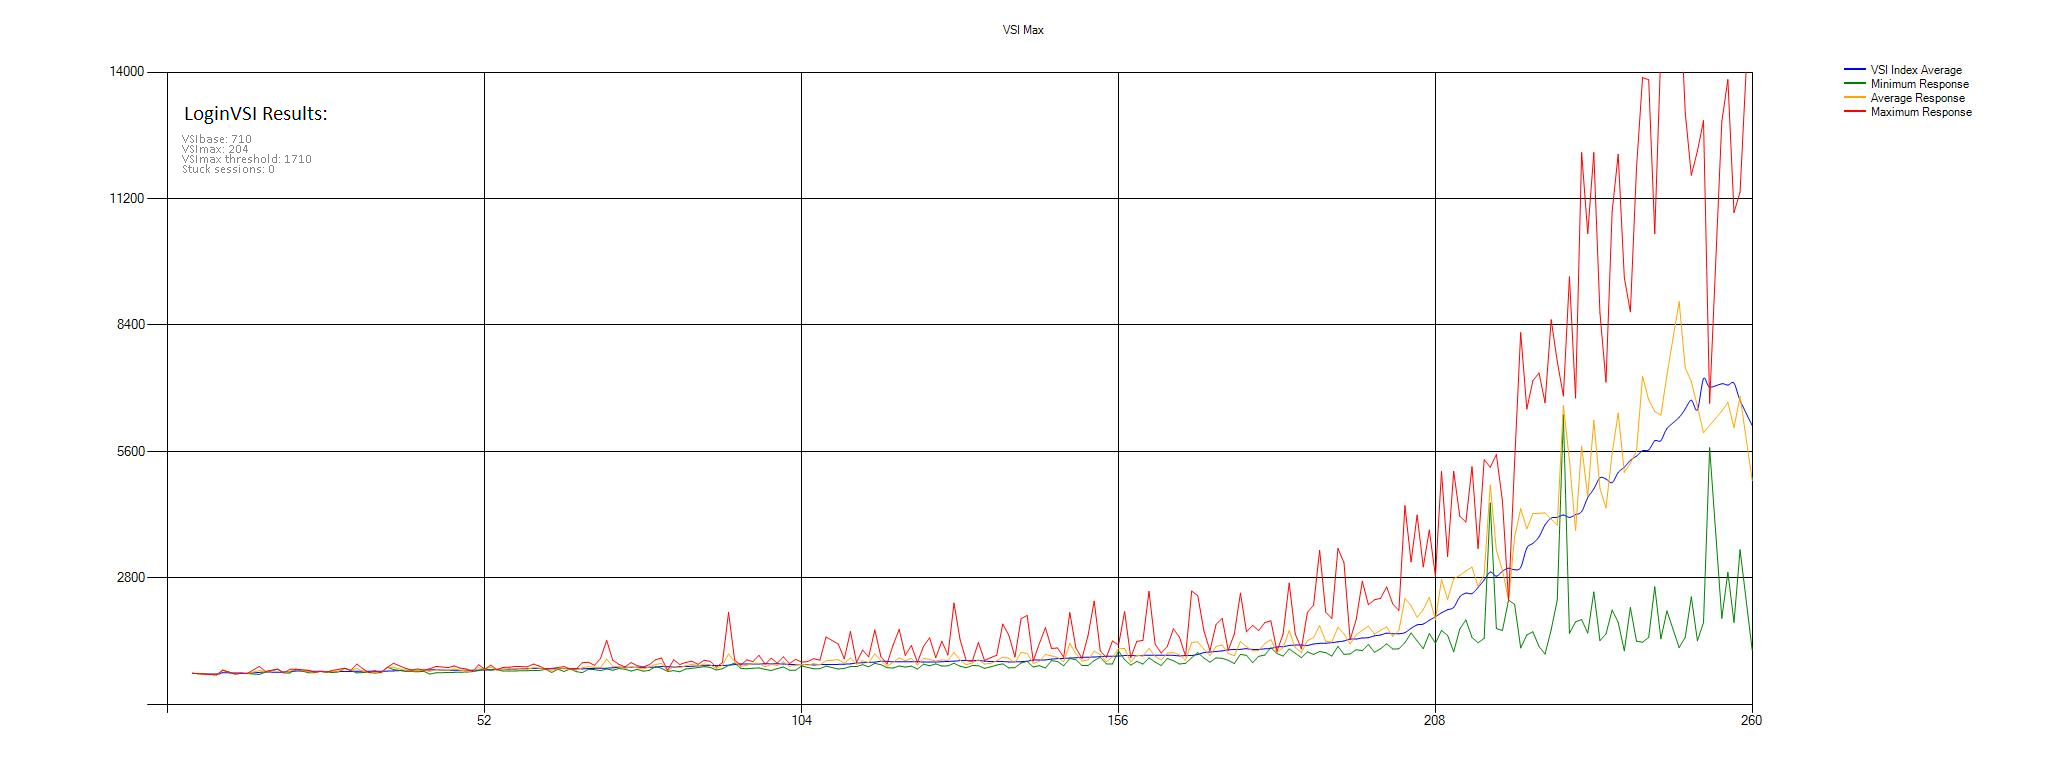 VSI Max
14000
11200
8400
5600
2800
LoginVSI Results:
VSIbase: 710
VSImax: 204
VSImax threshold: 1710
Stuck sessions: 0
VSI Index Average
Minimum Response
Average Response
Maximum Response
52
104
156
208
260